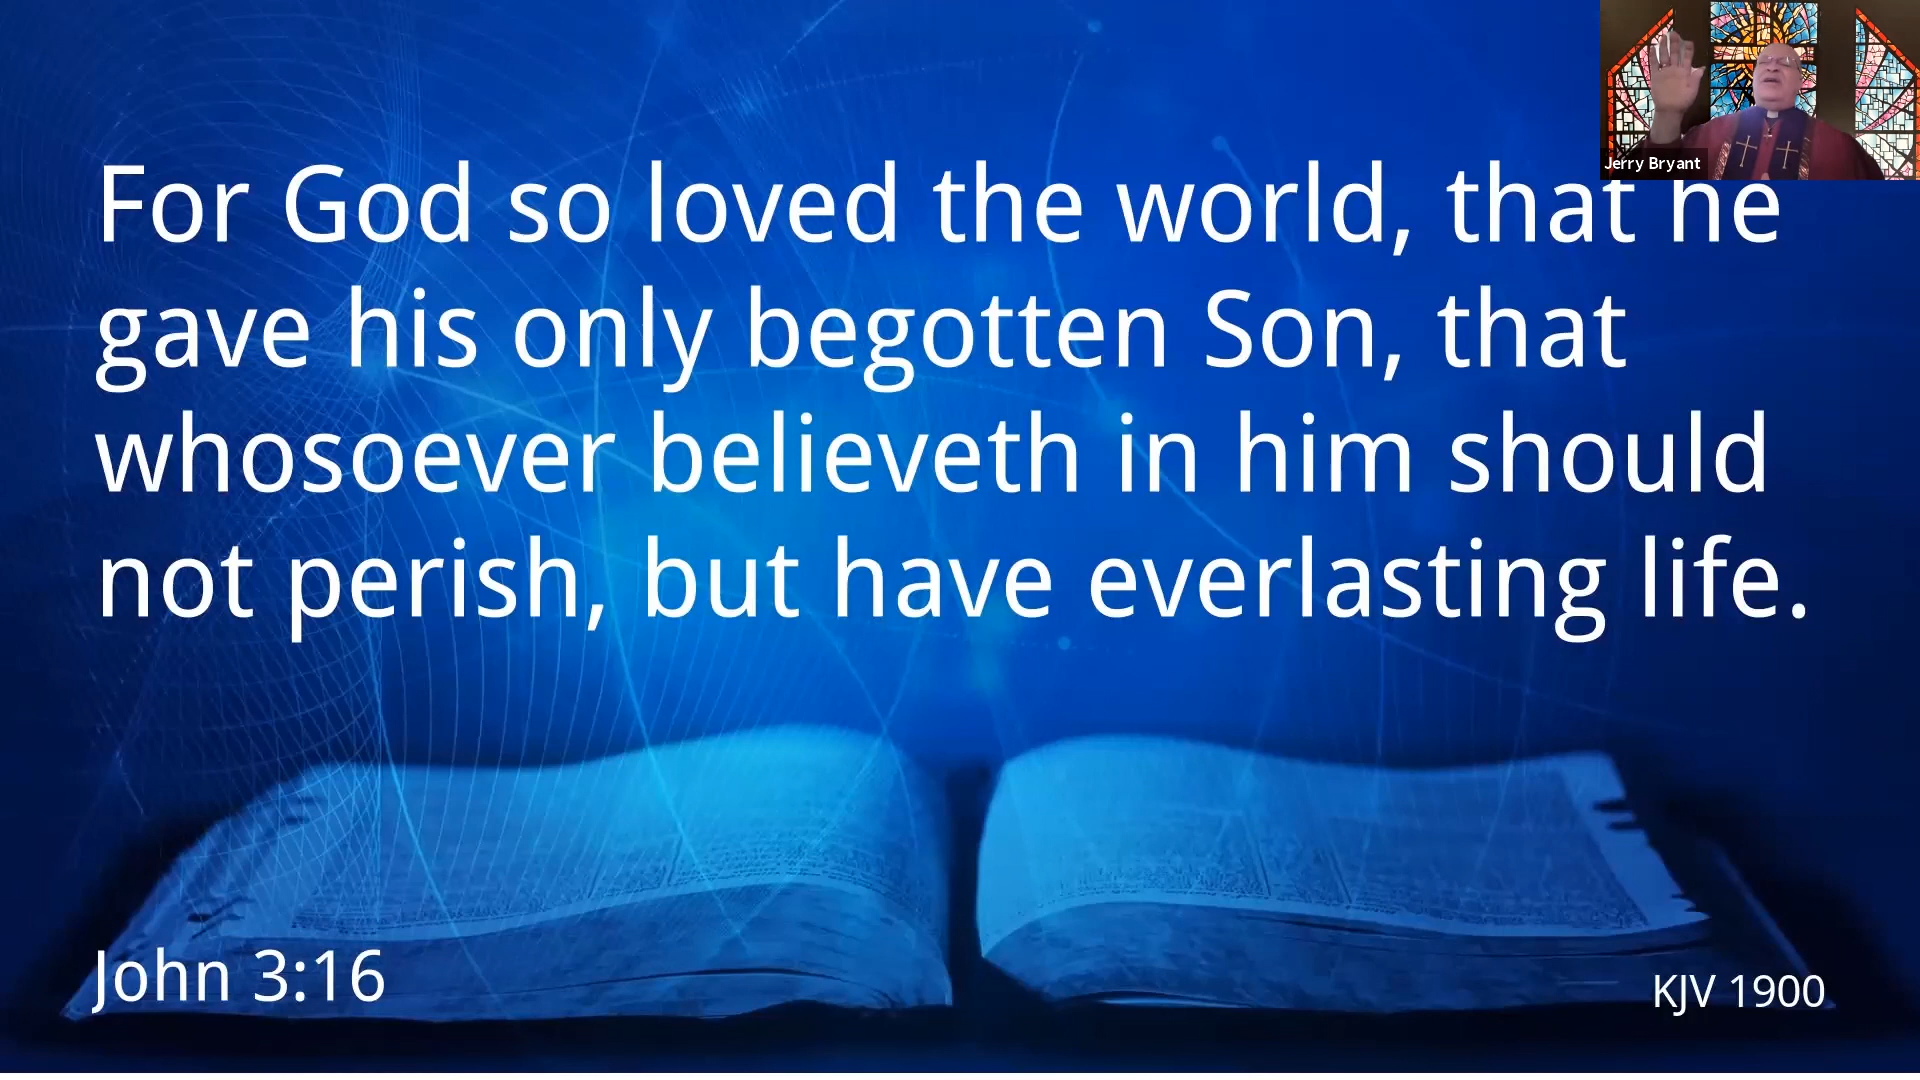 Jerry Bryant
For God so loved the world, that he
gave his only begotten Son, that
whosoever believeth in him should
not perish, but have everlasting life.
John 3:16
KJV 1900